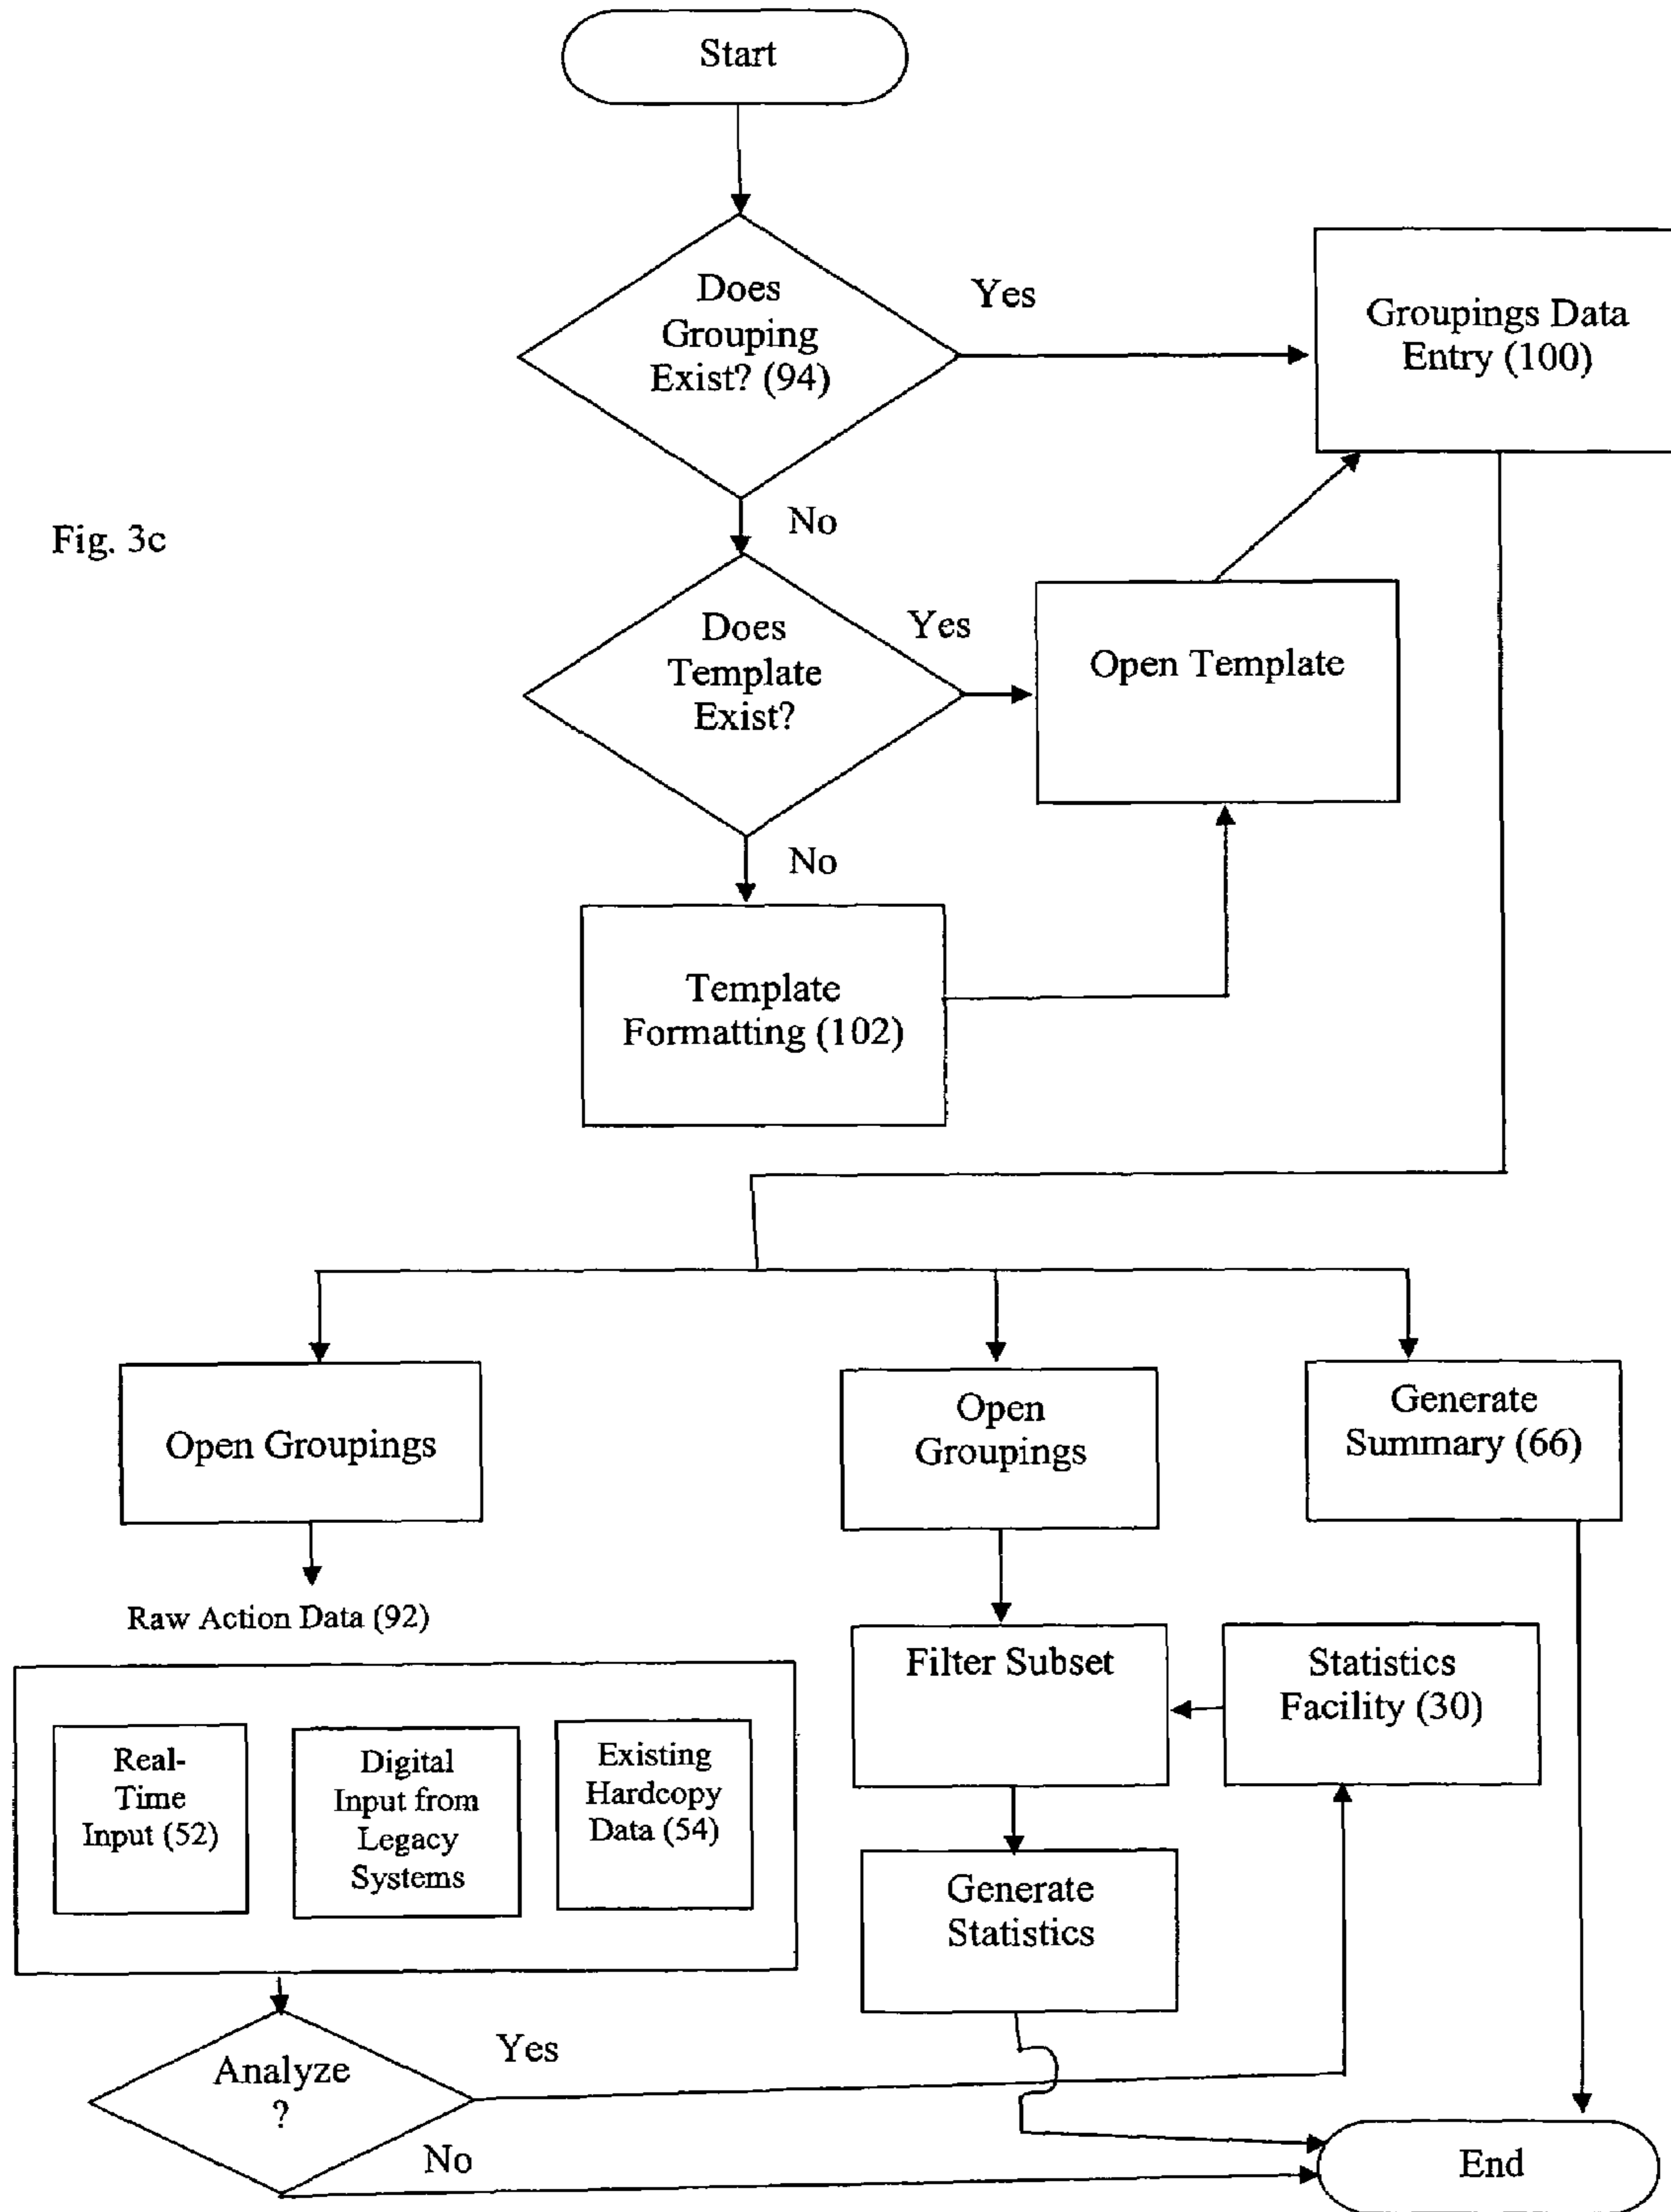 Start
Does
Grouping
Exist? (94)
Yes
Groupings Data
Entry (100)
No
Fig. 3c
Does
Template
Exist?
Yes
Open Template
No
Template
Formatting (102)
Open Groupings
Open
Groupings
Generate
Summary (66)
Raw Action Data (92)
Filter Subset
Statistics
Facility (30)
Real-
Time
Input (52)
Digital
Input from
Legacy
Systems
Existing
Hardcopy
Data (54)
Generate
Statistics
Analyze
?
Yes
No
End